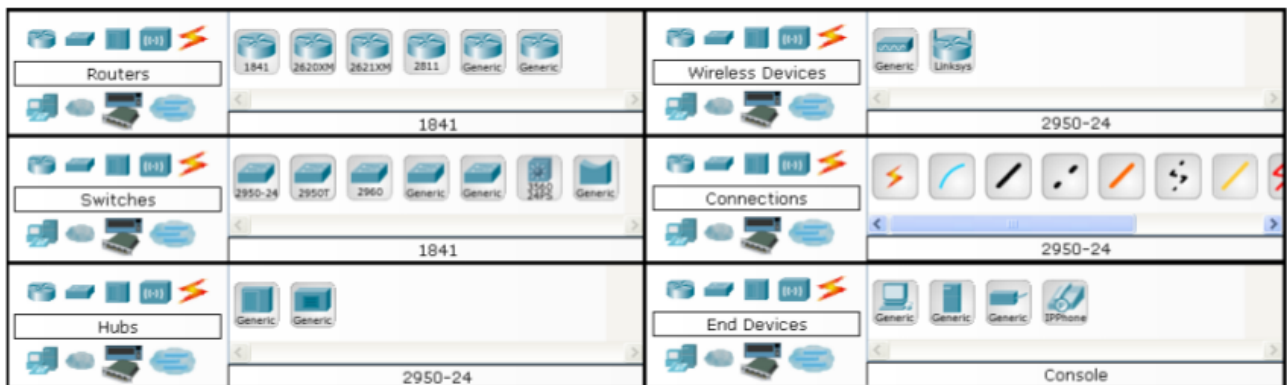 1841 2620XM 2621XM 2811 Generic Generic
Routers
1841
Generic Linksys
Wireless Devices
2950-24
2950-24 2950T 2960 Generic Generic 3560 24PS Generic
Switches
1841
Connections
2950-24
Generic Generic
Hubs
2950-24
Generic Generic Generic IPPhone
End Devices
Console